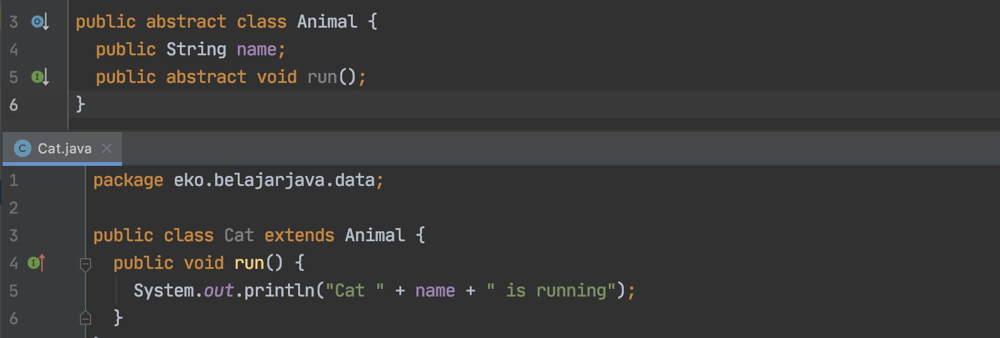 3 public abstract class Animal {
4 public String name;
5 public abstract void run();
6 }
Cat.java
1 package eko.belajarjava.data;
2
3 public class Cat extends Animal {
4 public void run() {
5 System.out.println("Cat " + name + " is running");
6 }